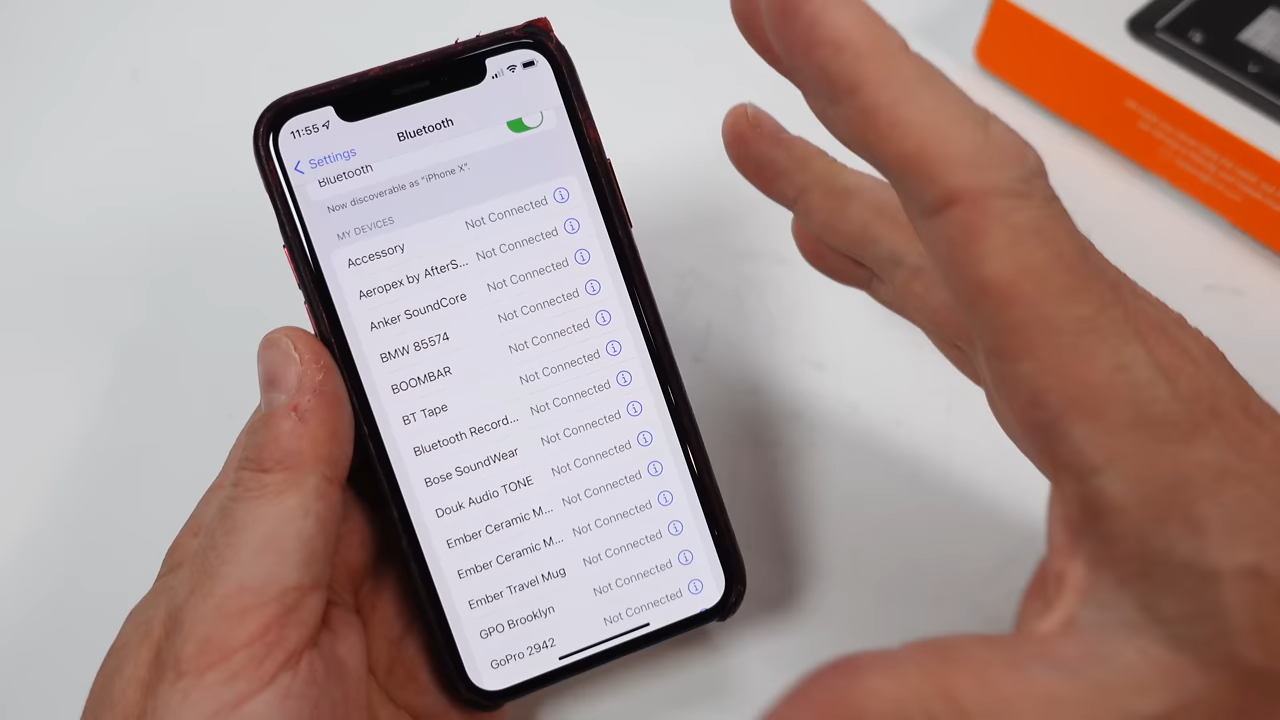 11:55
Bluetooth
Settings
Bluetooth
Now discoverable as "iPhone X".
MY DEVICES
Accessory Not Connected
Aeropex by AfterS... Not Connected
Anker SoundCore Not Connected
BMW 85574 Not Connected
BOOMBAR Not Connected
BT Tape Not Connected
Bluetooth Record... Not Connected
Bose SoundWear Not Connected
Douk Audio TONE Not Connected
Ember Ceramic M... Not Connected
Ember Ceramic M... Not Connected
Ember Travel Mug Not Connected
GPO Brooklyn Not Connected
GoPro 2942 Not Connected